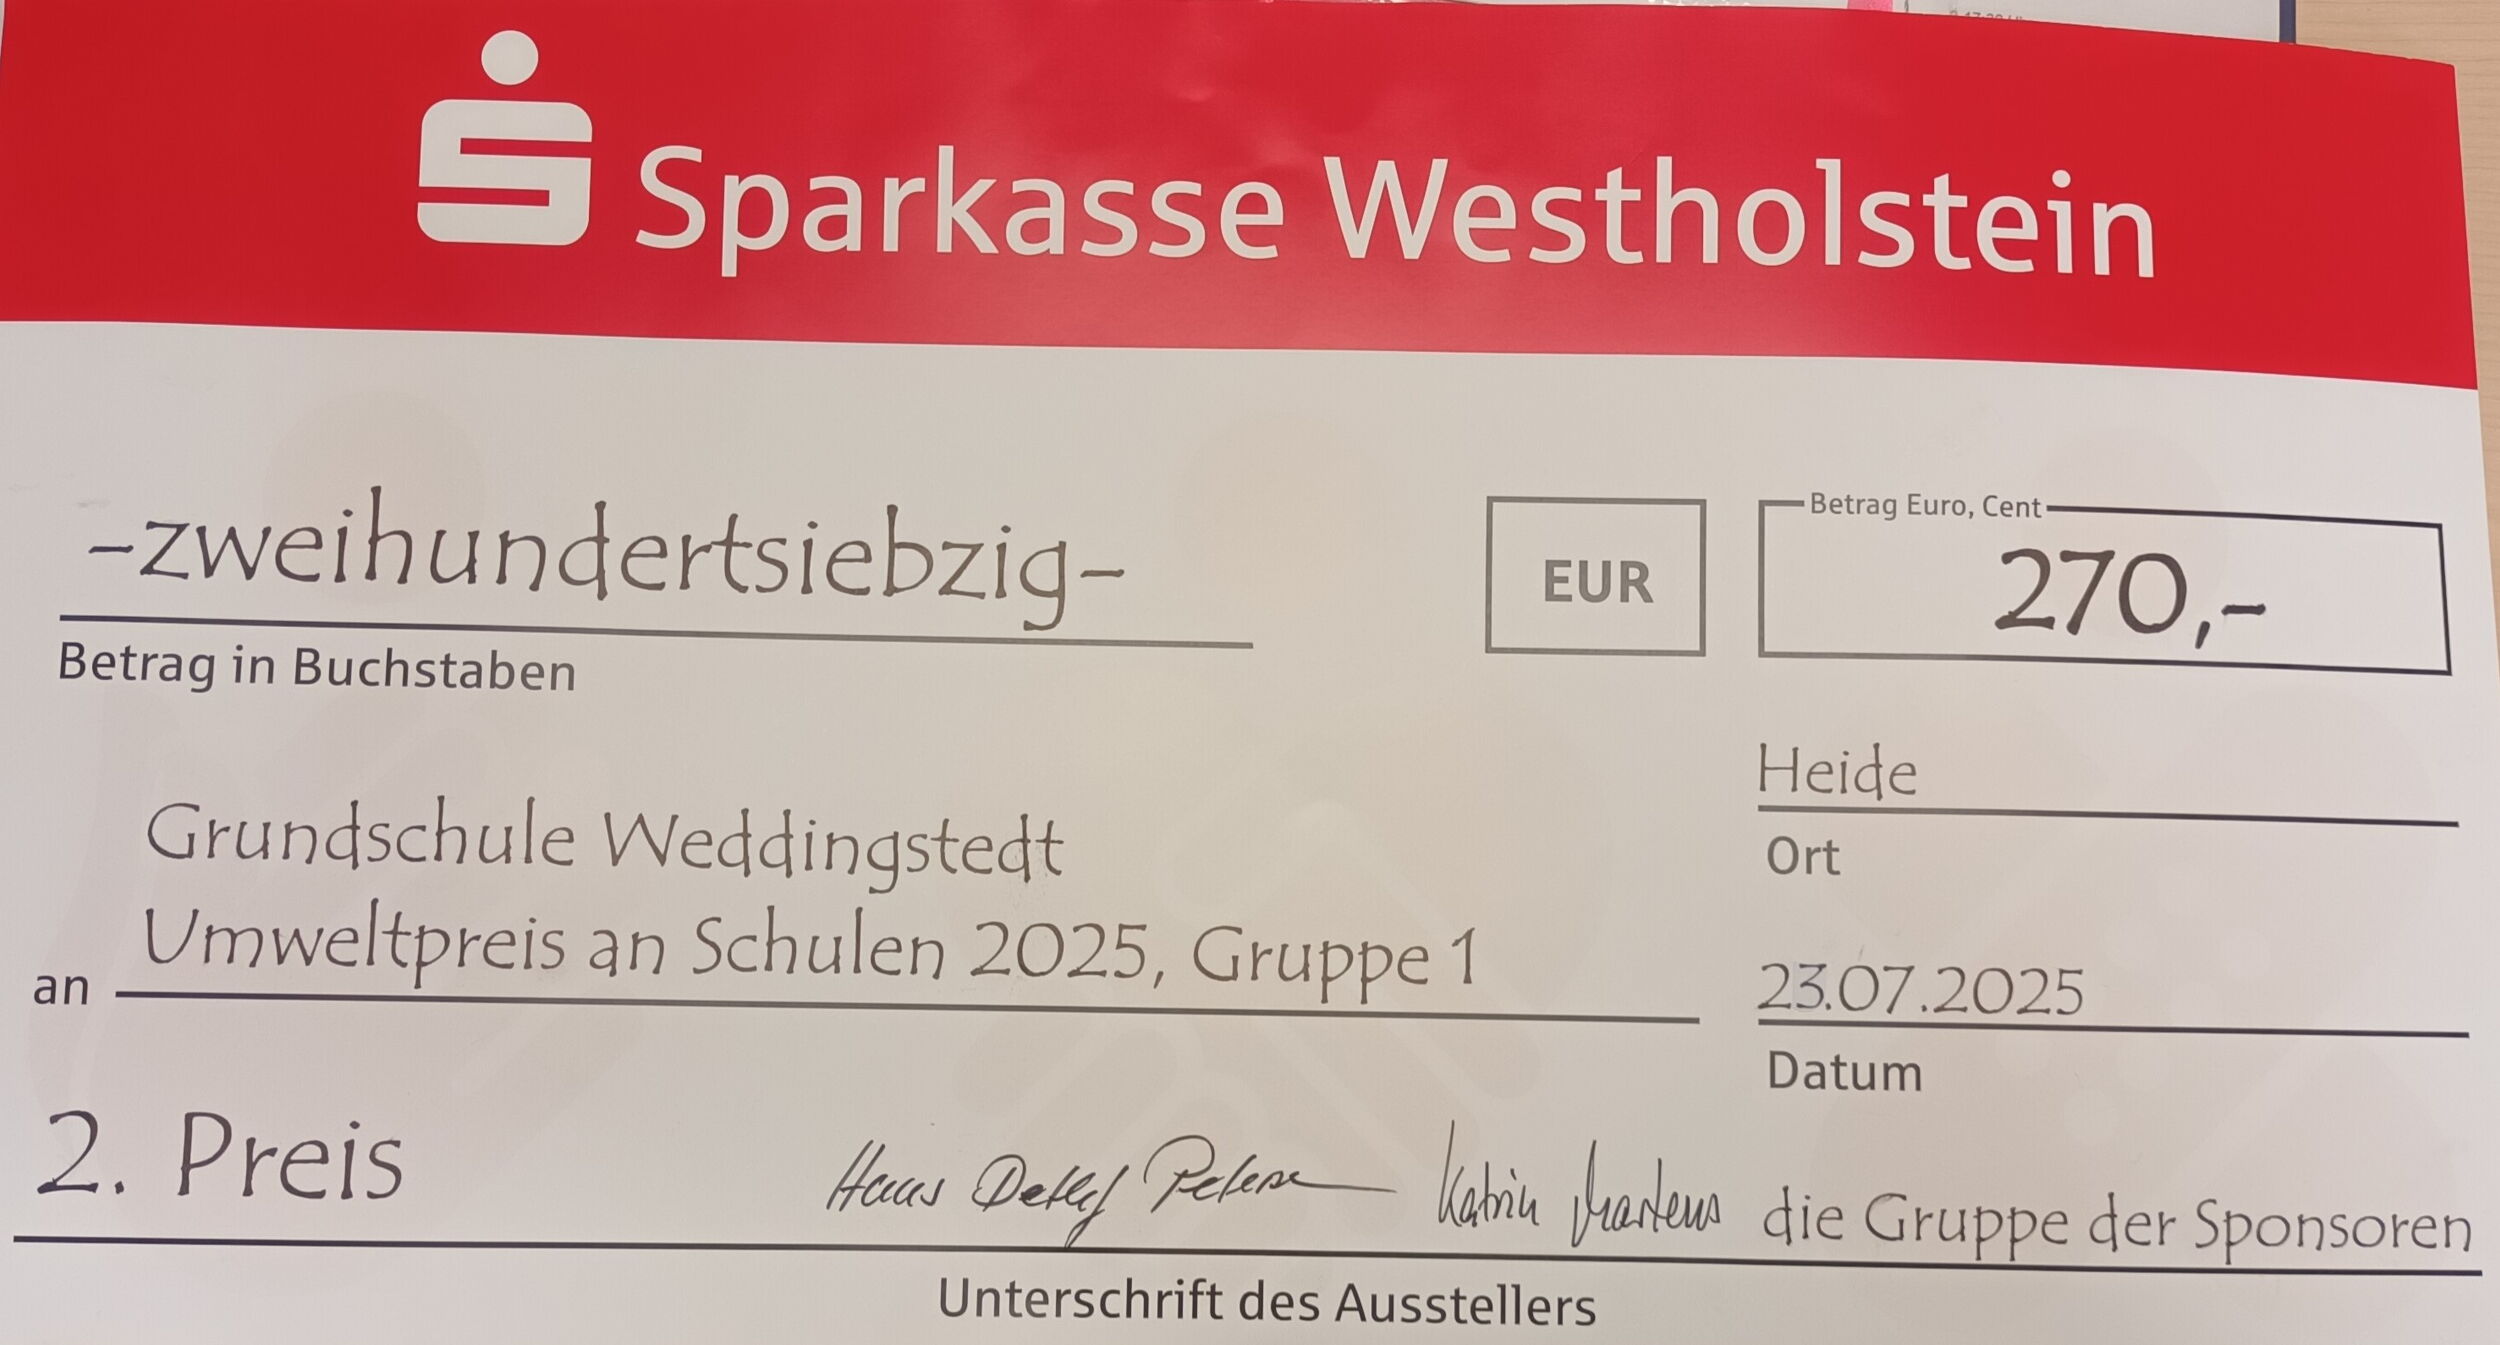 Sparkasse Westholstein
-zweihundertsiebzig-
Betrag in Buchstaben
EUR
Betrag Euro, Cent
270,-
Grundschule Weddingstedt
Umweltpreis an Schulen 2025, Gruppe 1
an
Heide
Ort
23.07.2025
Datum
2. Preis
Hans Detlef Petersen Katrin Martens die Gruppe der Sponsoren
Unterschrift des Ausstellers